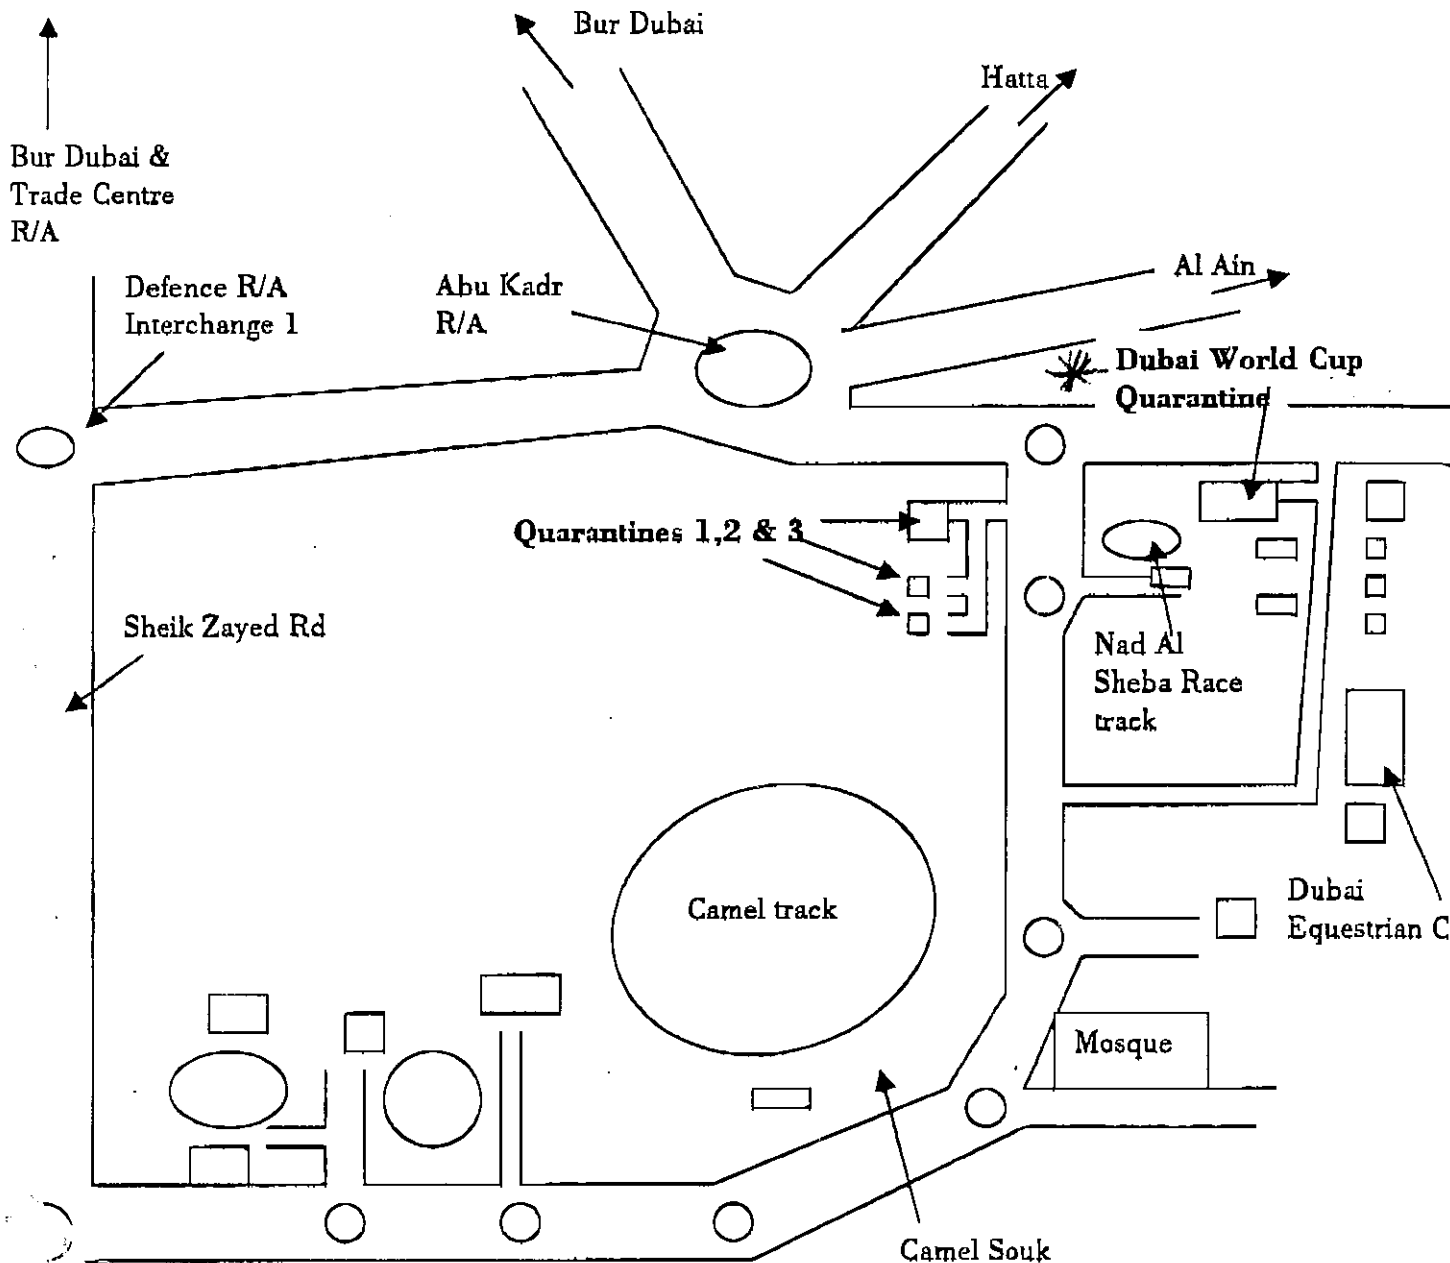 Bur Dubai
Hatta
Bur Dubai &
Trade Centre
R/A
Defence R/A
Interchange 1
Abu Kadr
R/A
Al Ain
Dubai World Cup
Quarantine
Quarantines 1,2 & 3
Sheik Zayed Rd
Nad Al
Sheba Race
track
Camel track
Dubai
Equestrian C
Mosque
Camel Souk